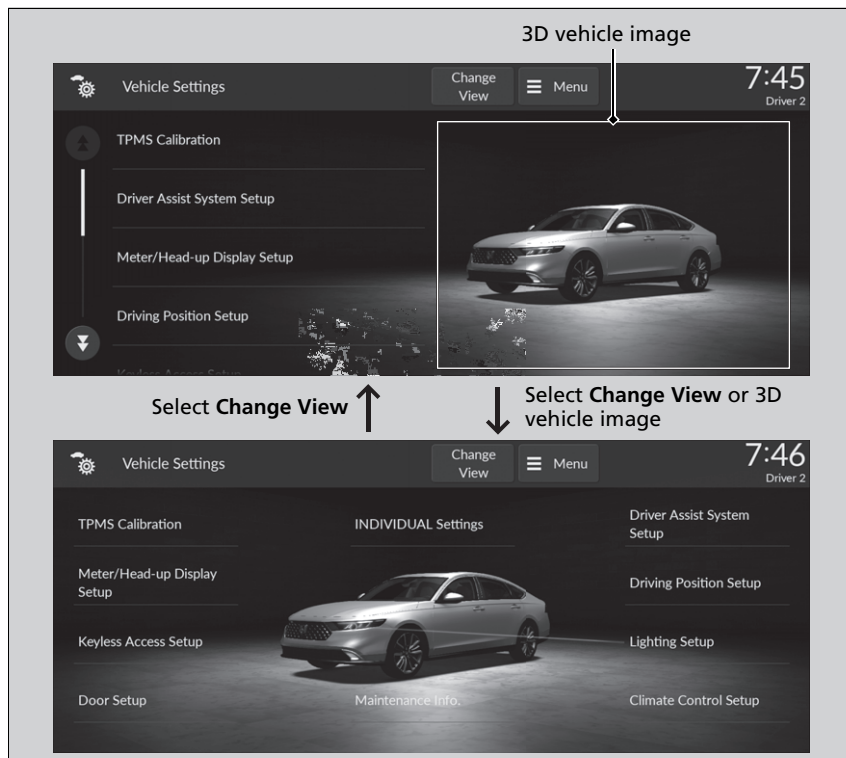 3D vehicle image
Vehicle Settings
Change
View
Menu
7:45
Driver 2
TPMS Calibration
Driver Assist System Setup
Meter/Head-up Display Setup
Driving Position Setup
Keyless Access Setup
Select Change View
Select Change View or 3D
vehicle image
Vehicle Settings
Change
View
Menu
7:46
Driver 2
TPMS Calibration
INDIVIDUAL Settings
Driver Assist System
Setup
Meter/Head-up Display
Setup
Driving Position Setup
Keyless Access Setup
Lighting Setup
Door Setup
Maintenance Info.
Climate Control Setup